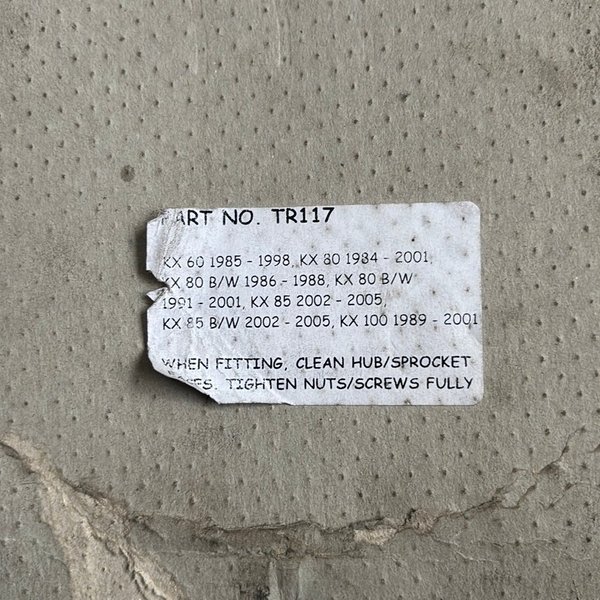 PART NO. TR117
KX 60 1985 - 1998, KX 80 1984 - 2001,
KX 80 B/W 1986 - 1988, KX 80 B/W
1991 - 2001, KX 85 2002 - 2005,
KX 85 B/W 2002 - 2005, KX 100 1989 - 2001
WHEN FITTING, CLEAN HUB/SPROCKET
TIGHTEN NUTS/SCREWS FULLY